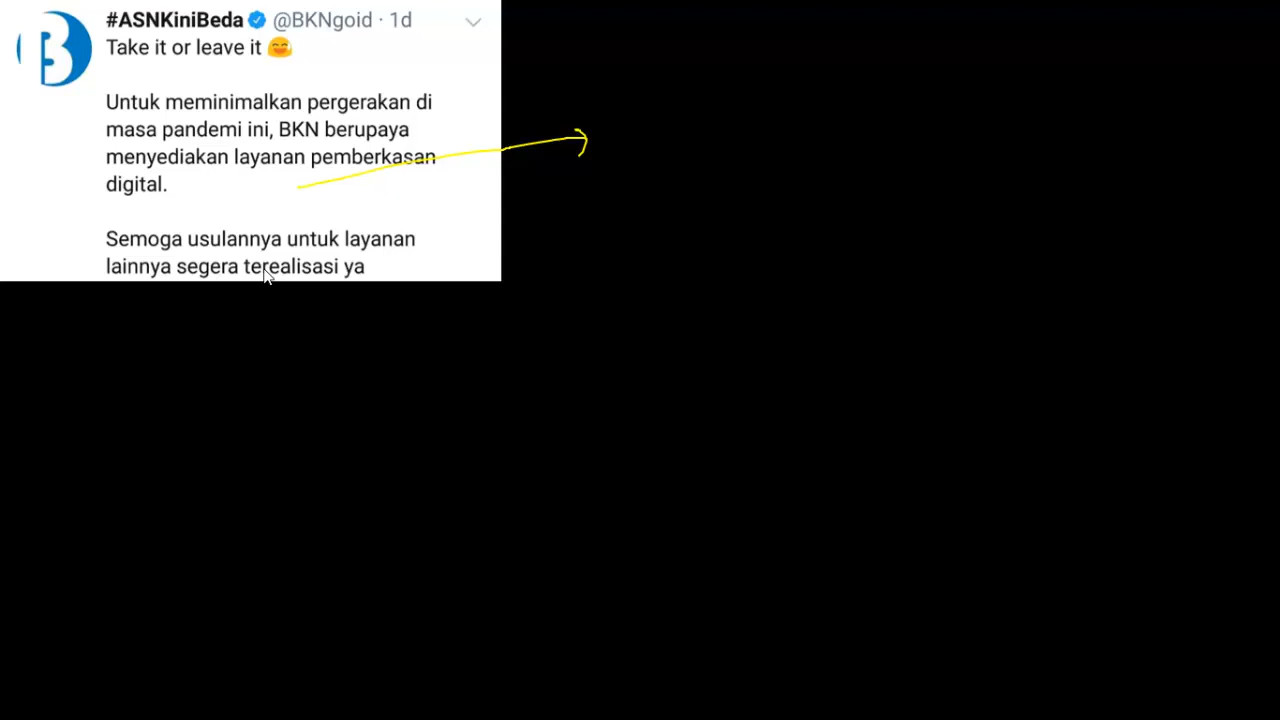 #ASNKiniBeda @BKNgoid · 1d
Take it or leave it 😄
Untuk meminimalkan pergerakan di
masa pandemi ini, BKN berupaya
menyediakan layanan pemberkasan
digital.
Semoga usulannya untuk layanan
lainnya segera terealisasi ya